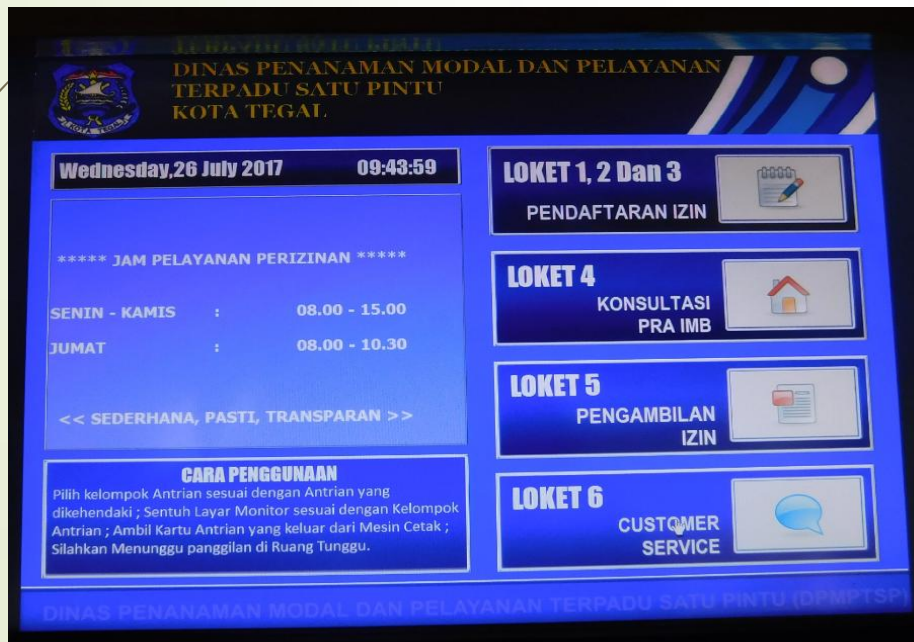 DINAS PENANAMAN MODAL DAN PELAYANAN
TERPADU SATU PINTU
KOTA TEGAL
KOTA TEGAL
Wednesday,26 July 2017 09:43:59
***** JAM PELAYANAN PERIZINAN *****
SENIN - KAMIS : 08.00 - 15.00
JUMAT : 08.00 - 10.30
<< SEDERHANA, PASTI, TRANSPARAN >>
CARA PENGGUNAAN
Pilih kelompok Antrian sesuai dengan Antrian yang
dikehendaki ; Sentuh Layar Monitor sesuai dengan Kelompok
Antrian ; Ambil Kartu Antrian yang keluar dari Mesin Cetak ;
Silahkan Menunggu panggilan di Ruang Tunggu.
LOKET 1, 2 Dan 3
PENDAFTARAN IZIN
LOKET 4
KONSULTASI
PRA IMB
LOKET 5
PENGAMBILAN
IZIN
LOKET 6
CUSTOMER
SERVICE
DINAS PENANAMAN MODAL DAN PELAYANAN TERPADU SATU PINTU (DPMPTSP)